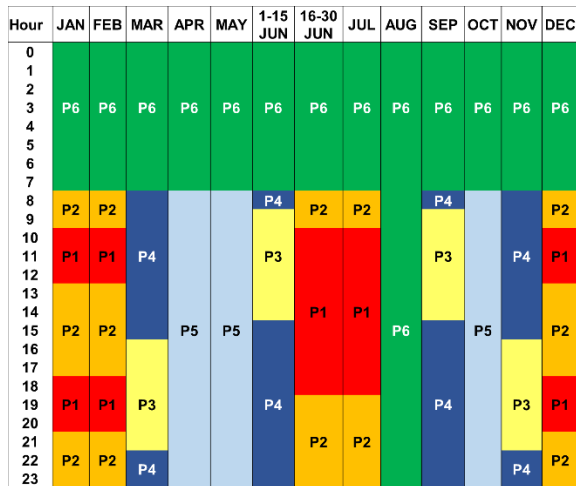 Hour JAN FEB MAR APR MAY 1-15 JUN 16-30 JUN JUL AUG SEP OCT NOV DEC
0
1
2
3 P6 P6 P6 P6 P6 P6 P6 P6 P6 P6 P6 P6 P6
4
5
6
7
8 P4 P4
9 P2 P2 P2 P2 P2
10
11 P1 P1 P4 P3 P3 P4 P1
12
13
14 P1 P1
15 P2 P2 P5 P5 P6 P5 P2
16
17
18
19 P1 P1 P3 P4 P4 P3 P1
20
21 P2 P2
22 P2 P2 P4 P4 P2
23